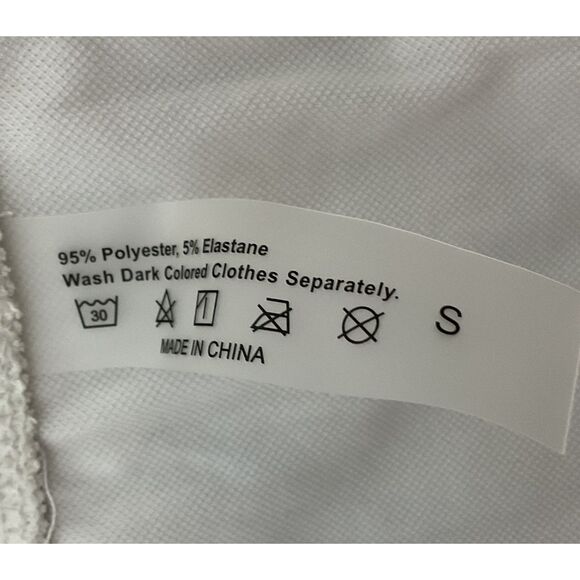 95% Polyester, 5% Elastane
Wash Dark Colored Clothes Separately.
30
S
MADE IN CHINA